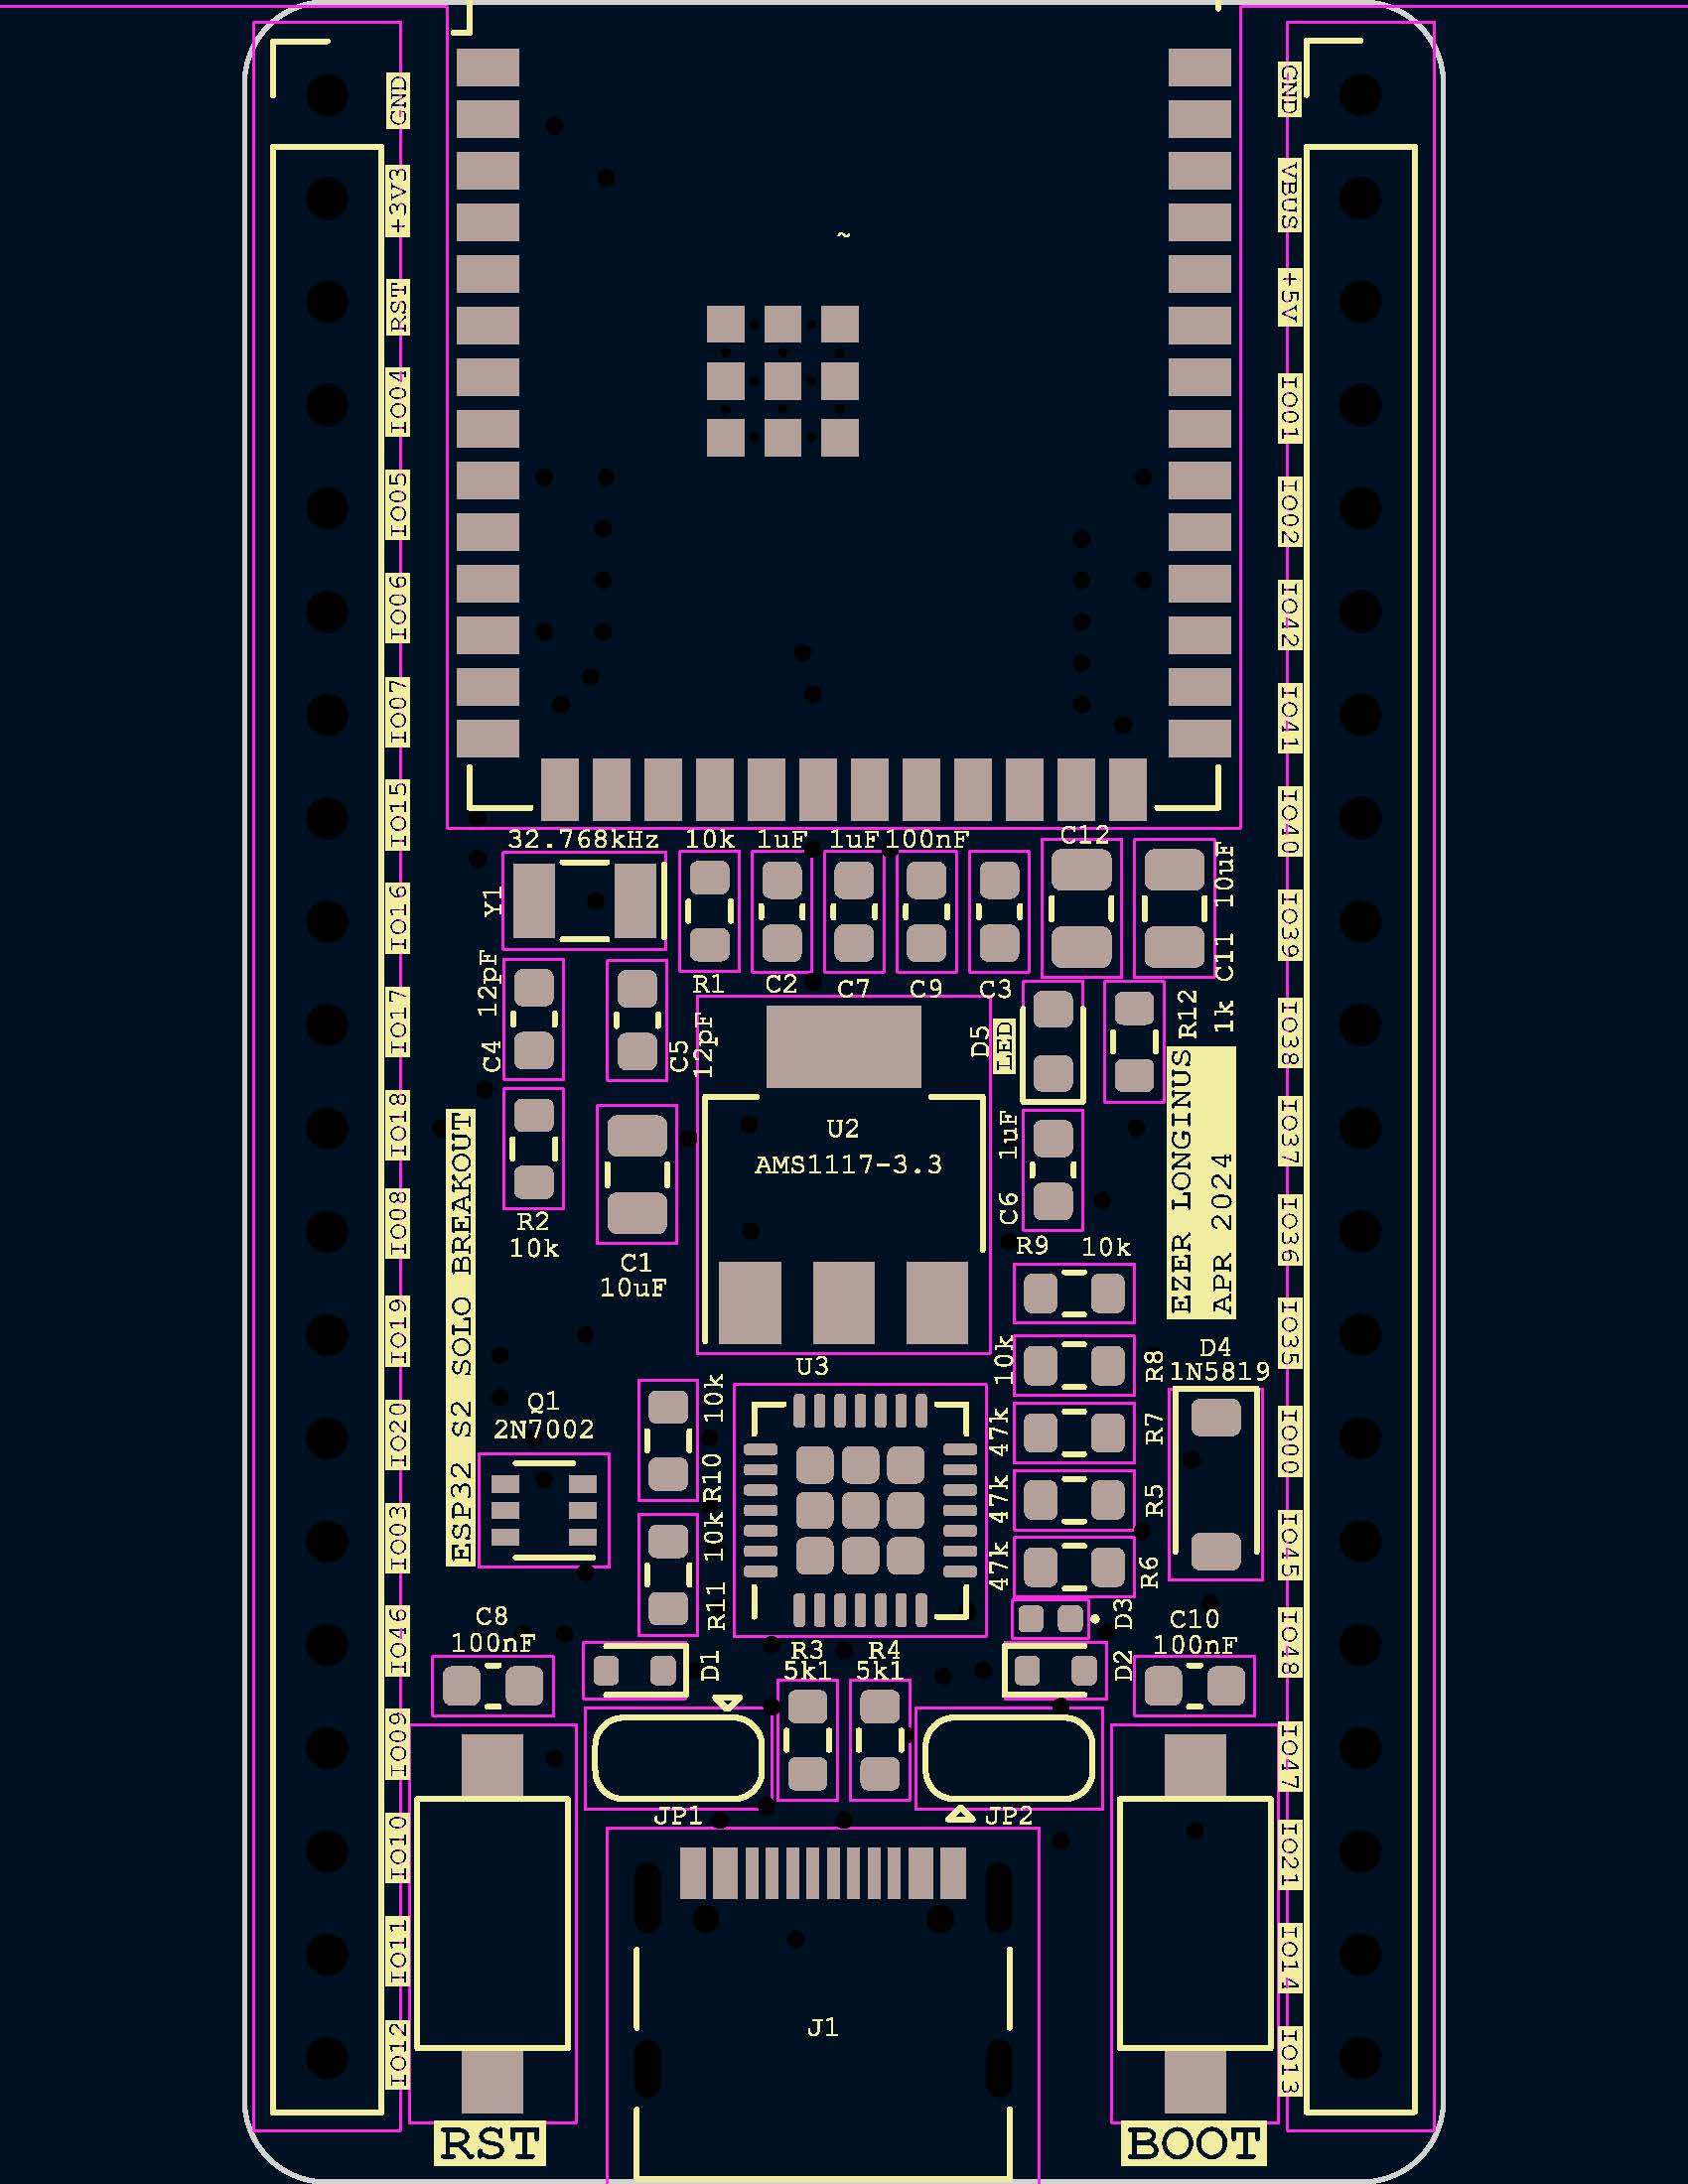 GND
+3V3
RST
IO04
IO05
IO06
IO07
IO15
IO16
IO17
IO18
IO08
IO19
IO20
IO03
IO46
IO09
IO10
IO11
IO12
GND
VBUS
+5V
IO01
IO02
IO42
IO41
IO40
IO39
IO38
IO37
IO36
IO35
IO00
IO45
IO48
IO47
IO21
IO14
IO13
~
32.768kHz
10k
1uF
1uF
100nF
C12
Y1
R1
C2
C7
C9
C3
C11 10uF
C4 12pF
C5
12pF
D5
LED
R12
1k
R2
10k
C1
10uF
U2
AMS1117-3.3
C6 1uF
EZER LONGINUS
APR 2024
ESP32 S2 SOLO BREAKOUT
R9 10k
10k
R8
47k
R7
47k
R5
47k
R6
D4
1N5819
U3
Q1
2N7002
R10 10k
R11 10k
C8
100nF
D1
R3
5k1
R4
5k1
D3
D2
C10
100nF
JP1
JP2
J1
RST
BOOT